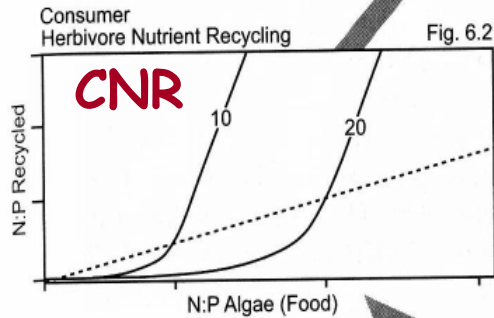 Consumer
Herbivore Nutrient Recycling
Fig. 6.2
CNR
10
20
N:P Recycled
N:P Algae (Food)